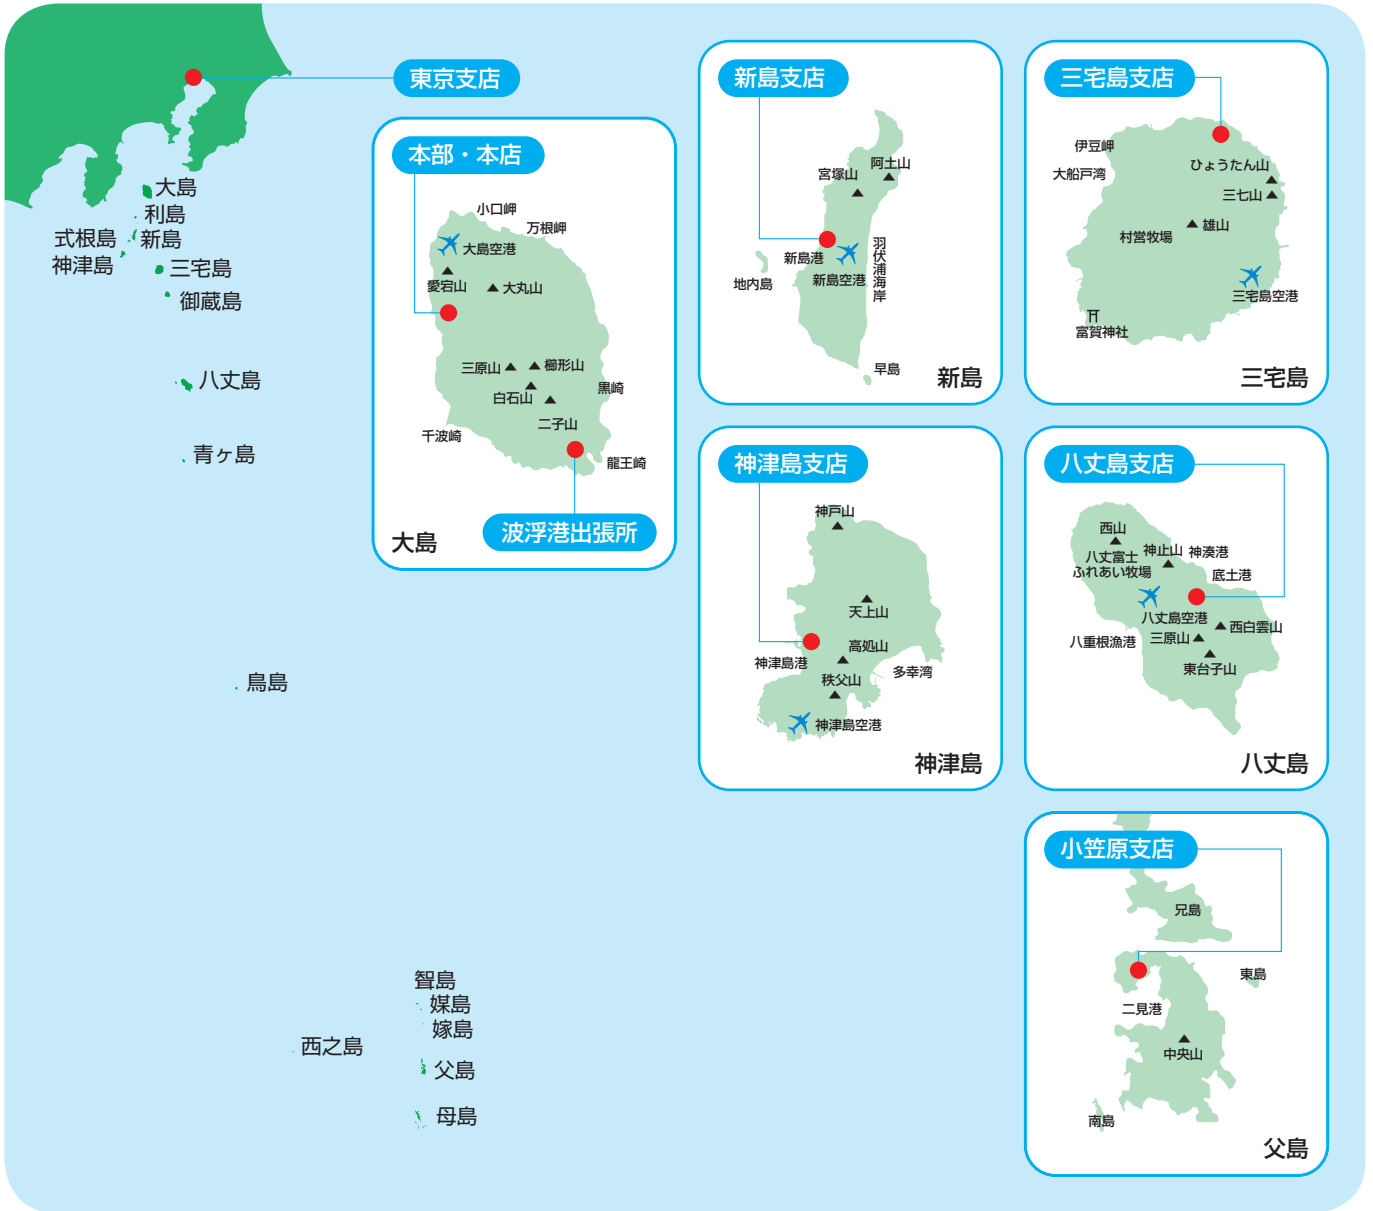 東京支店
大島
利島
式根島
新島
神津島
三宅島
御蔵島
八丈島
青ヶ島
鳥島
聟島
媒島
嫁島
西之島
父島
母島
本部・本店
小口岬
万根岬
大島空港
愛宕山
大丸山
三原山
櫛形山
白石山
黒崎
二子山
千波崎
龍王崎
波浮港出張所
大島
新島支店
阿土山
宮塚山
羽伏浦海岸
新島港
新島空港
地内島
早島
新島
三宅島支店
伊豆岬
大船戸湾
ひょうたん山
三七山
雄山
村営牧場
三宅島空港
富賀神社
三宅島
神津島支店
神戸山
天上山
高処山
神津島港
多幸湾
秩父山
神津島空港
神津島
八丈島支店
西山
八丈富士
ふれあい牧場
神止山
神湊港
底土港
八丈島空港
西白雲山
八重根漁港
三原山
東台子山
八丈島
小笠原支店
兄島
東島
二見港
中央山
南島
父島